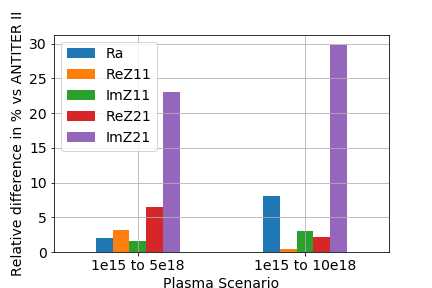 Relative difference in % vs ANTITER II
30
25
20
15
10
5
0
Ra
ReZ11
ImZ11
ReZ21
ImZ21
1e15 to 5e18
1e15 to 10e18
Plasma Scenario